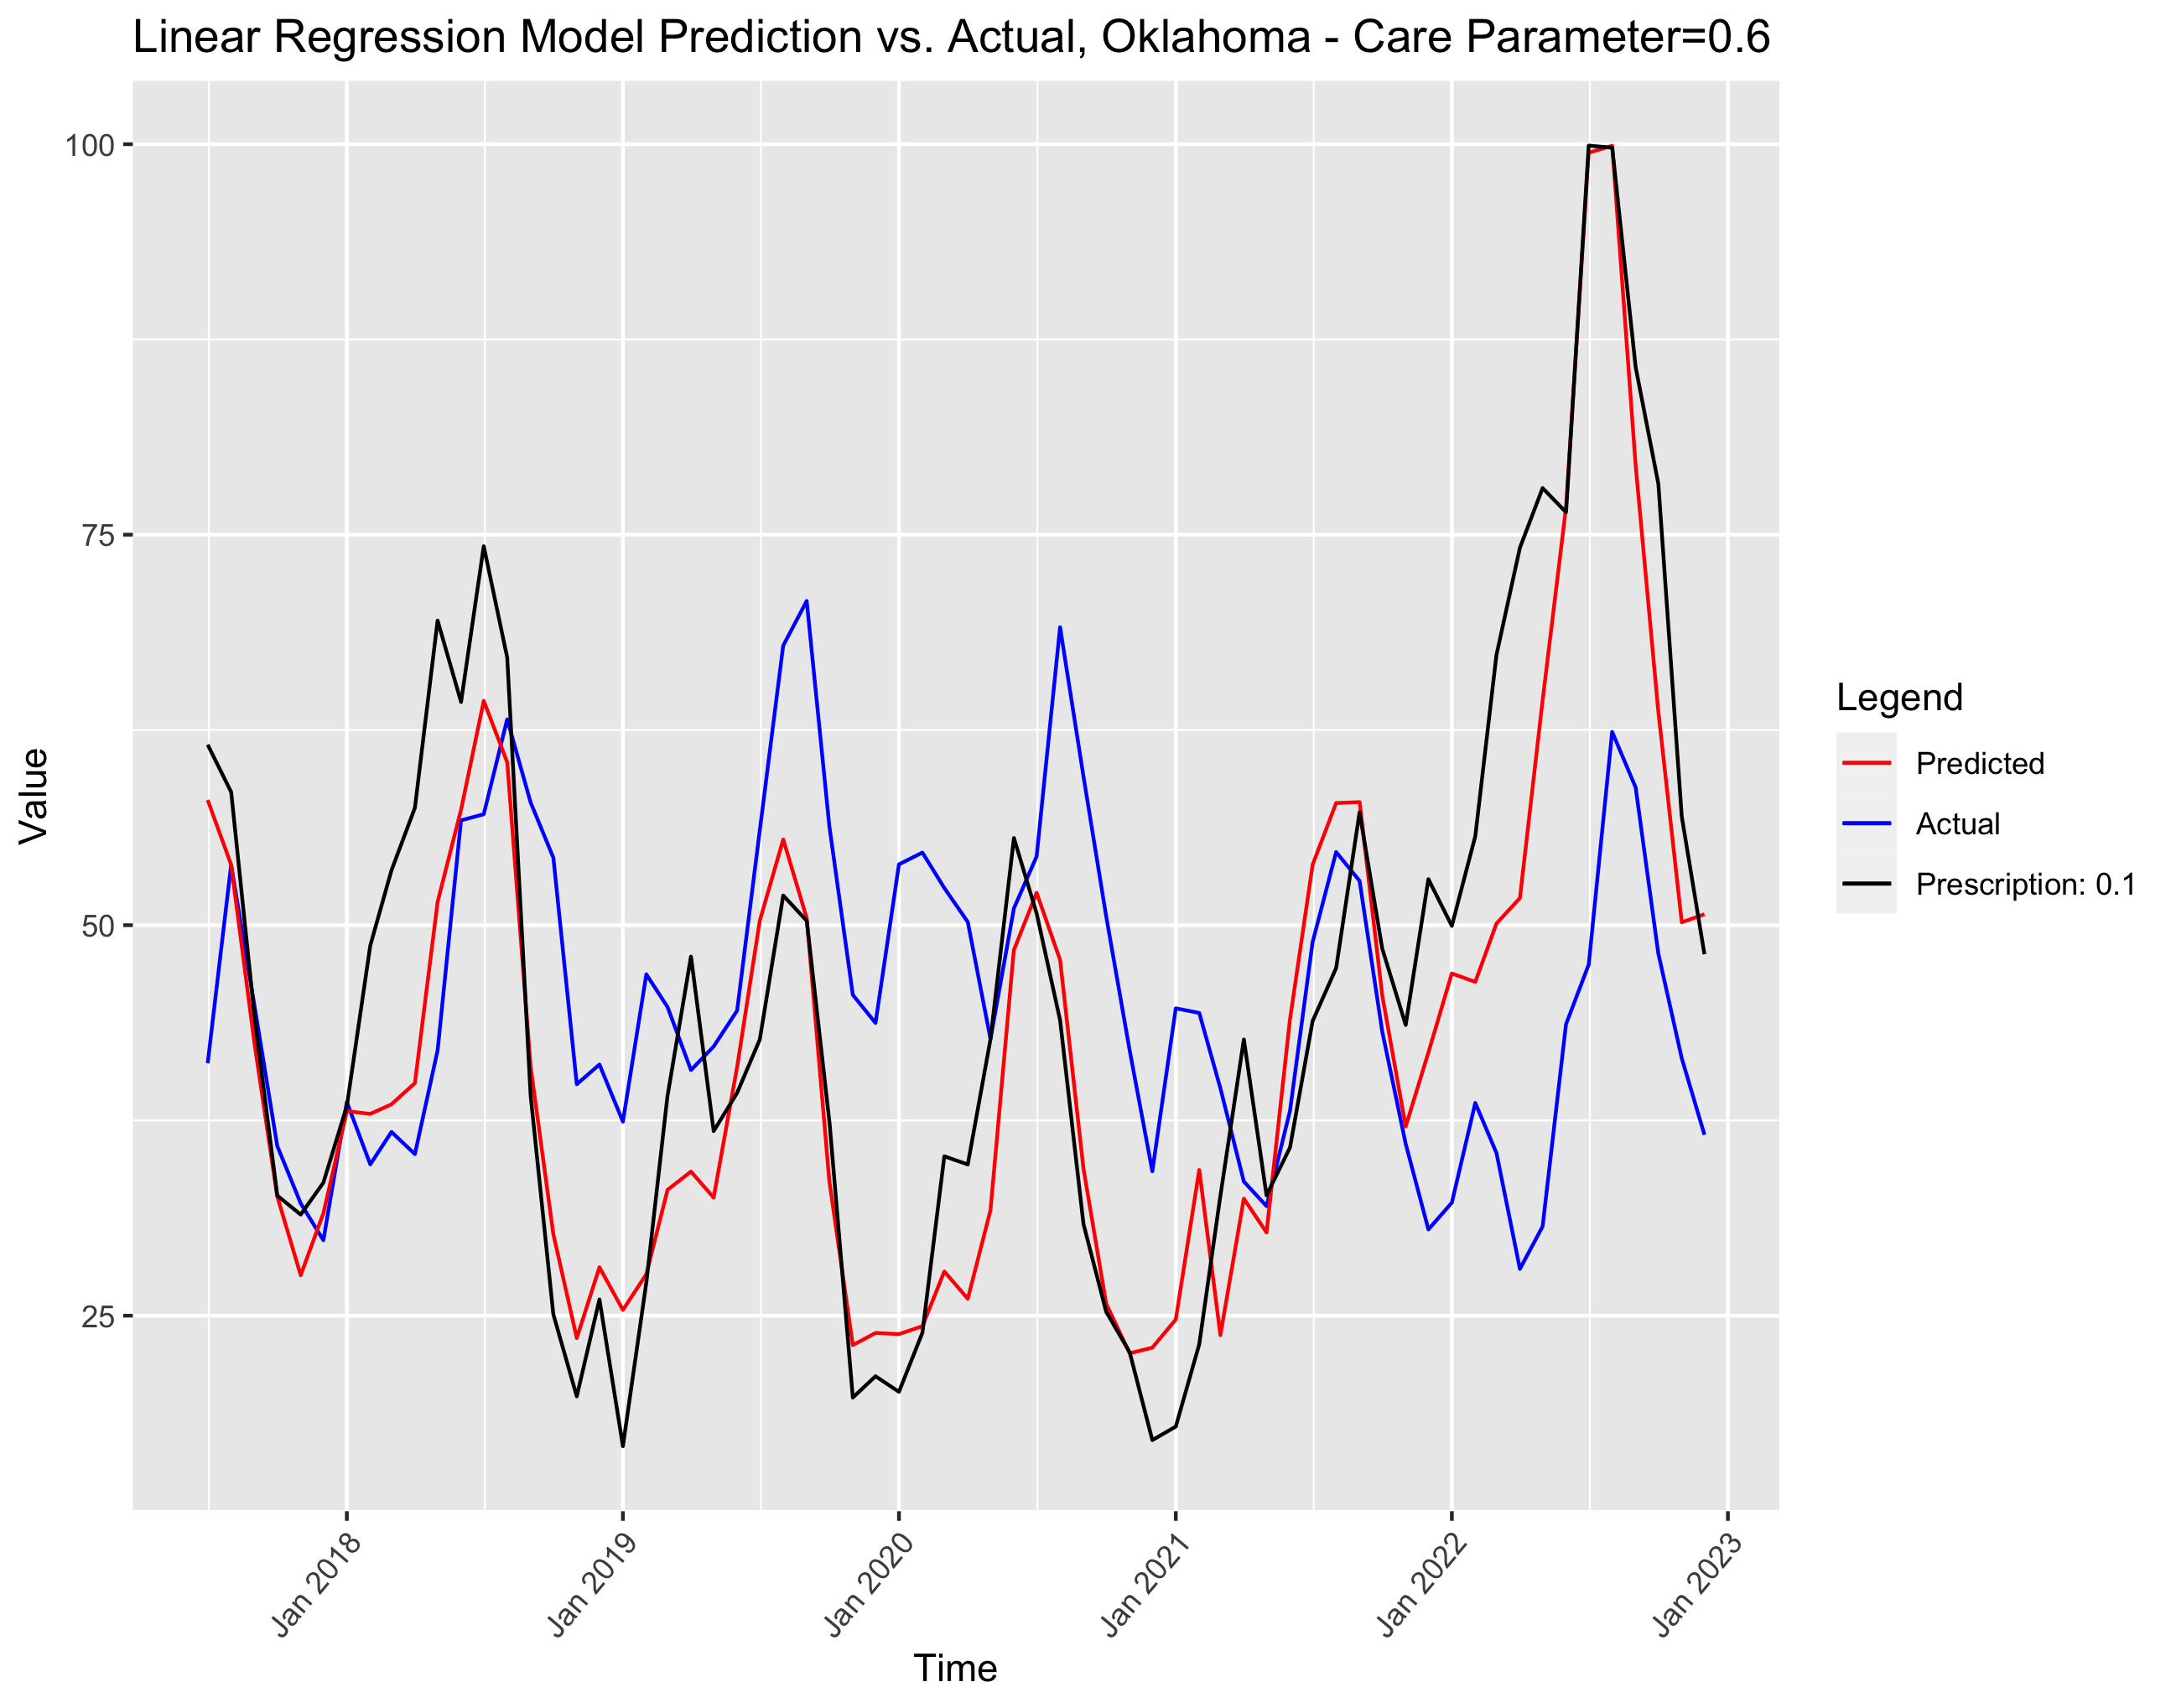 Linear Regression Model Prediction vs. Actual, Oklahoma - Care Parameter=0.6
100
75
50
25
Value
Jan 2018
Jan 2019
Jan 2020
Jan 2021
Jan 2022
Jan 2023
Time
Legend
Predicted
Actual
Prescription: 0.1